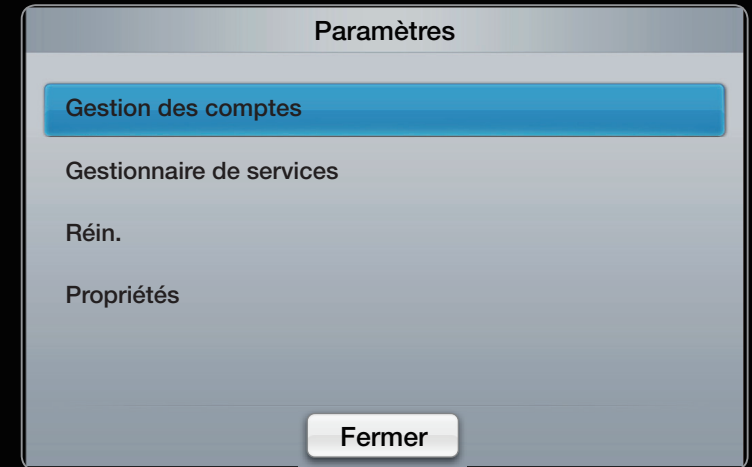 Paramètres
Gestion des comptes
Gestionnaire de services
Réin.
Propriétés
Fermer